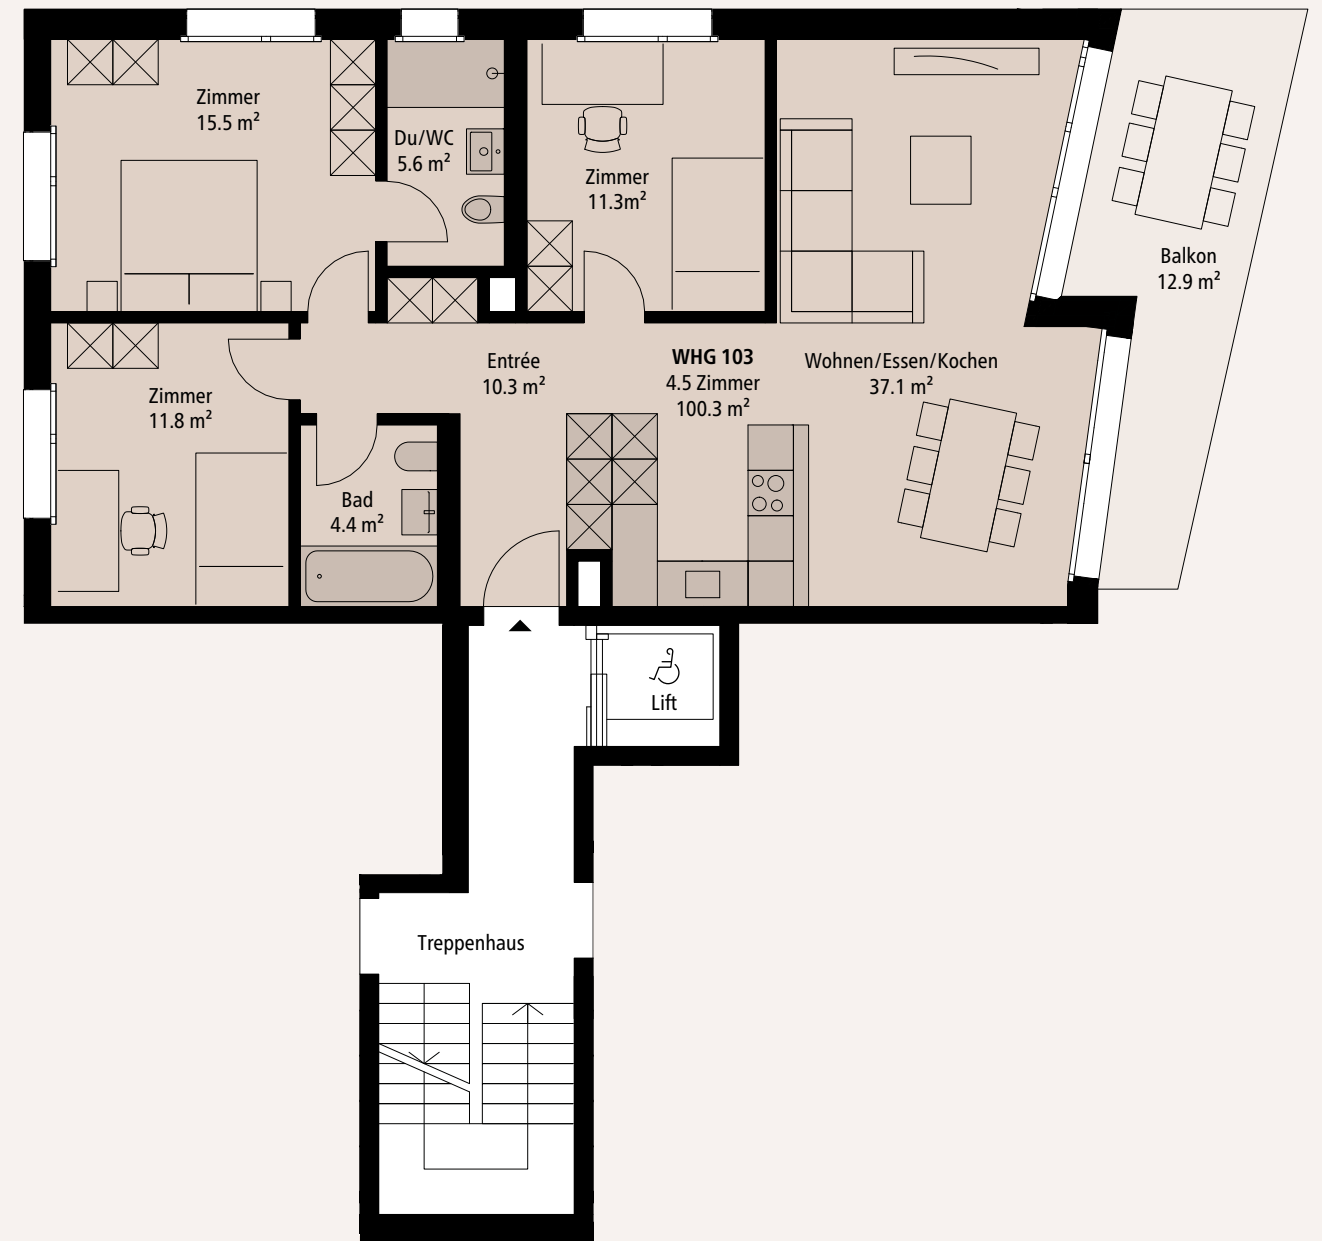 Zimmer
15.5 m²
Du/WC
5.6 m²
Zimmer
11.3m²
Balkon
12.9 m²
Zimmer
11.8 m²
Entrée
10.3 m²
WHG 103
4.5 Zimmer
100.3 m²
Wohnen/Essen/Kochen
37.1 m²
Bad
4.4 m²
Lift
Treppenhaus